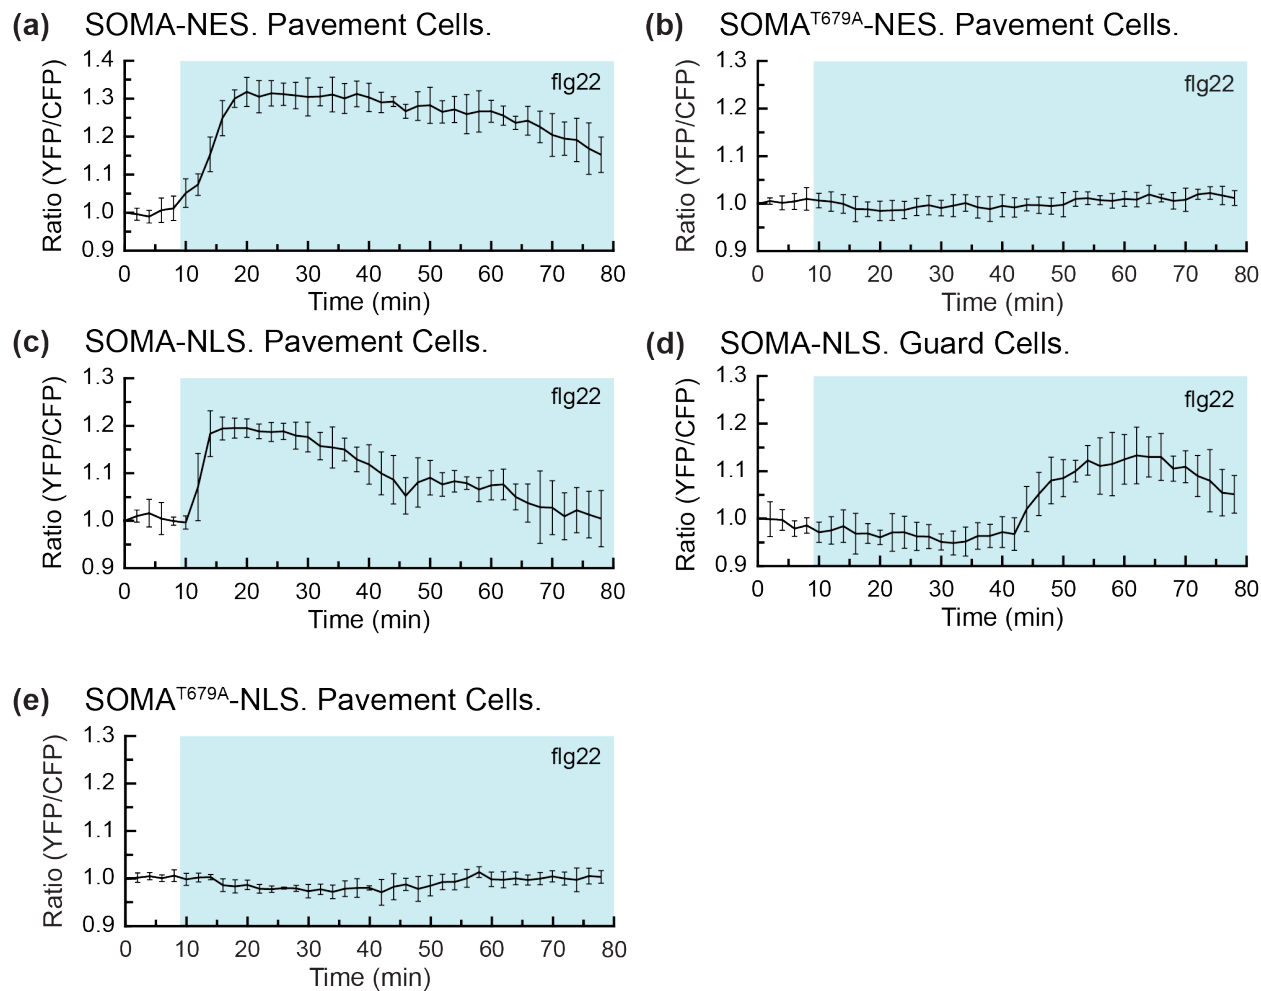 (a) SOMA-NES. Pavement Cells.
1.4
1.3
1.2
1.1
1.0
0.9
Ratio (YFP/CFP)
flg22
0 10 20 30 40 50 60 70 80
Time (min)
(b) SOMAT679A-NES. Pavement Cells.
1.3
1.2
1.1
1.0
0.9
Ratio (YFP/CFP)
flg22
0 10 20 30 40 50 60 70 80
Time (min)
(c) SOMA-NLS. Pavement Cells.
1.3
1.2
1.1
1.0
0.9
Ratio (YFP/CFP)
flg22
0 10 20 30 40 50 60 70 80
Time (min)
(d) SOMA-NLS. Guard Cells.
1.3
1.2
1.1
1.0
0.9
Ratio (YFP/CFP)
flg22
0 10 20 30 40 50 60 70 80
Time (min)
(e) SOMAT679A-NLS. Pavement Cells.
1.3
1.2
1.1
1.0
0.9
Ratio (YFP/CFP)
flg22
0 10 20 30 40 50 60 70 80
Time (min)